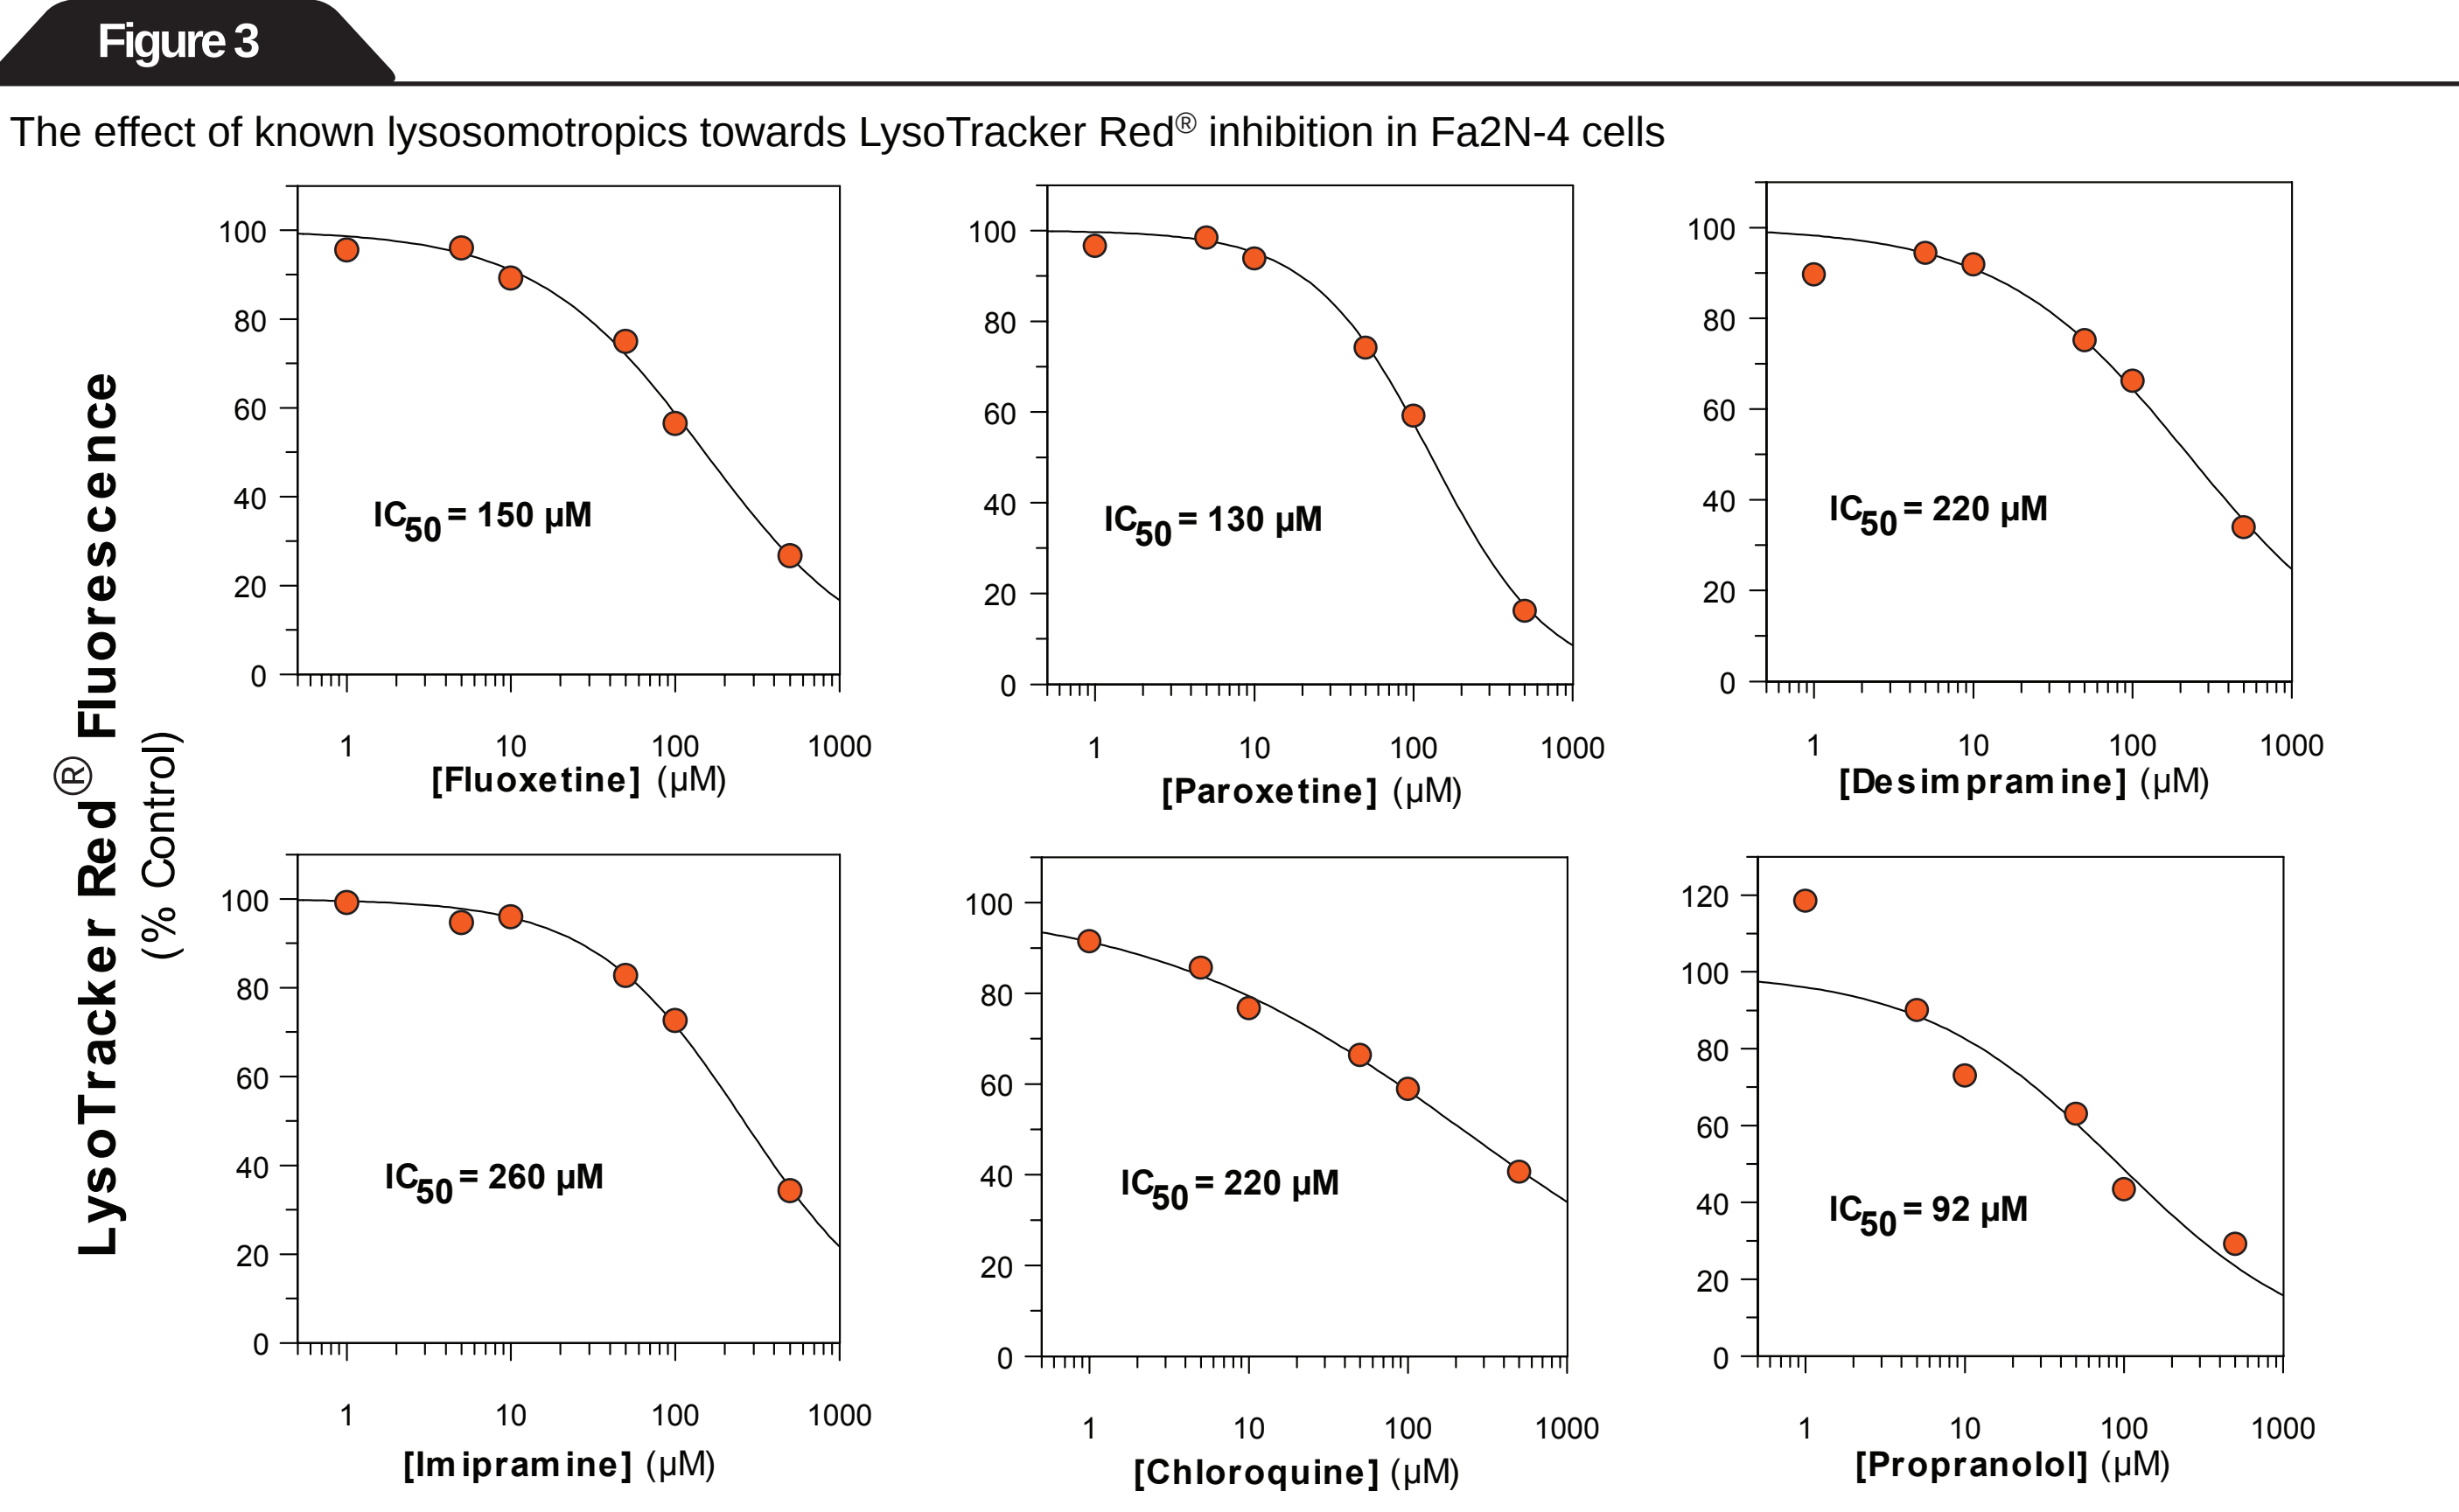 Figure 3
The effect of known lysosomotropics towards LysoTracker Red® inhibition in Fa2N-4 cells
LysoTracker Red® Fluorescence
(% Control)
100
80
60
40
20
0
IC50 = 150 µM
1 10 100 1000
[Fluoxetine] (µM)
100
80
60
40
20
0
IC50 = 130 µM
1 10 100 1000
[Paroxetine] (µM)
100
80
60
40
20
0
IC50 = 220 µM
1 10 100 1000
[Desimpramine] (µM)
100
80
60
40
20
0
IC50 = 260 µM
1 10 100 1000
[Imipramine] (µM)
100
80
60
40
20
0
IC50 = 220 µM
1 10 100 1000
[Chloroquine] (µM)
120
100
80
60
40
20
0
IC50 = 92 µM
1 10 100 1000
[Propranolol] (µM)